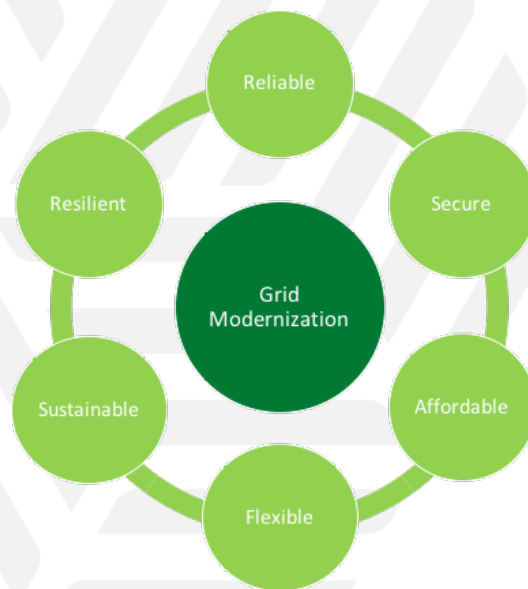 Reliable
Resilient
Secure
Grid
Modernization
Sustainable
Affordable
Flexible